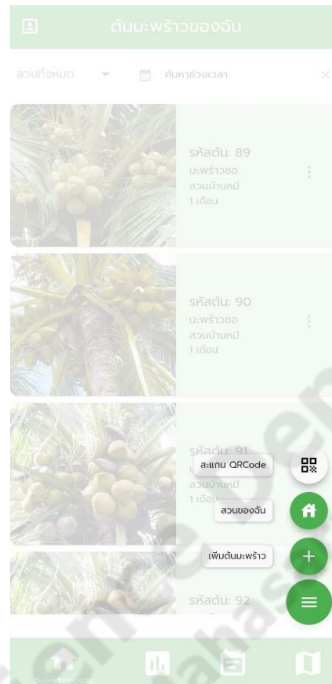 ต้นมะพร้าวของฉัน
สวนทั้งหมด
ค้นหาช่วงเวลา
รหัสต้น: 89
มะพร้าวซอ
สวนบ้านหมี
1 เดือน
รหัสต้น: 90
มะพร้าวซอ
สวนบ้านหมี
1 เดือน
รหัสต้น: 91
สแกน QRCode
สวนบ้านหมี
1 เดือน
สวนของฉัน
เพิ่มต้นมะพร้าว
รหัสต้น: 92